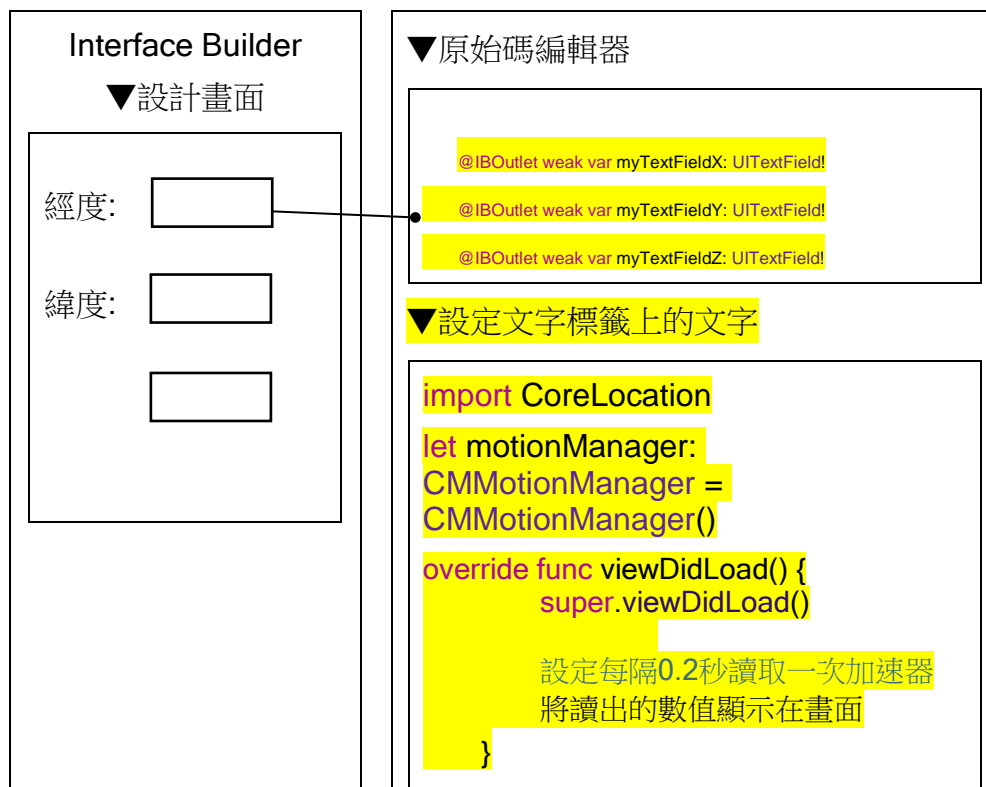 Interface Builder
▼設計畫面
經度:
緯度:
▼原始碼編輯器
@IBOutlet weak var myTextFieldX: UITextField!
@IBOutlet weak var myTextFieldY: UITextField!
@IBOutlet weak var myTextFieldZ: UITextField!
▼設定文字標籤上的文字
import CoreLocation
let motionManager:
CMMotionManager =
CMMotionManager()
override func viewDidLoad() {
super.viewDidLoad()
設定每隔0.2秒讀取一次加速器
將讀出的數值顯示在畫面
}